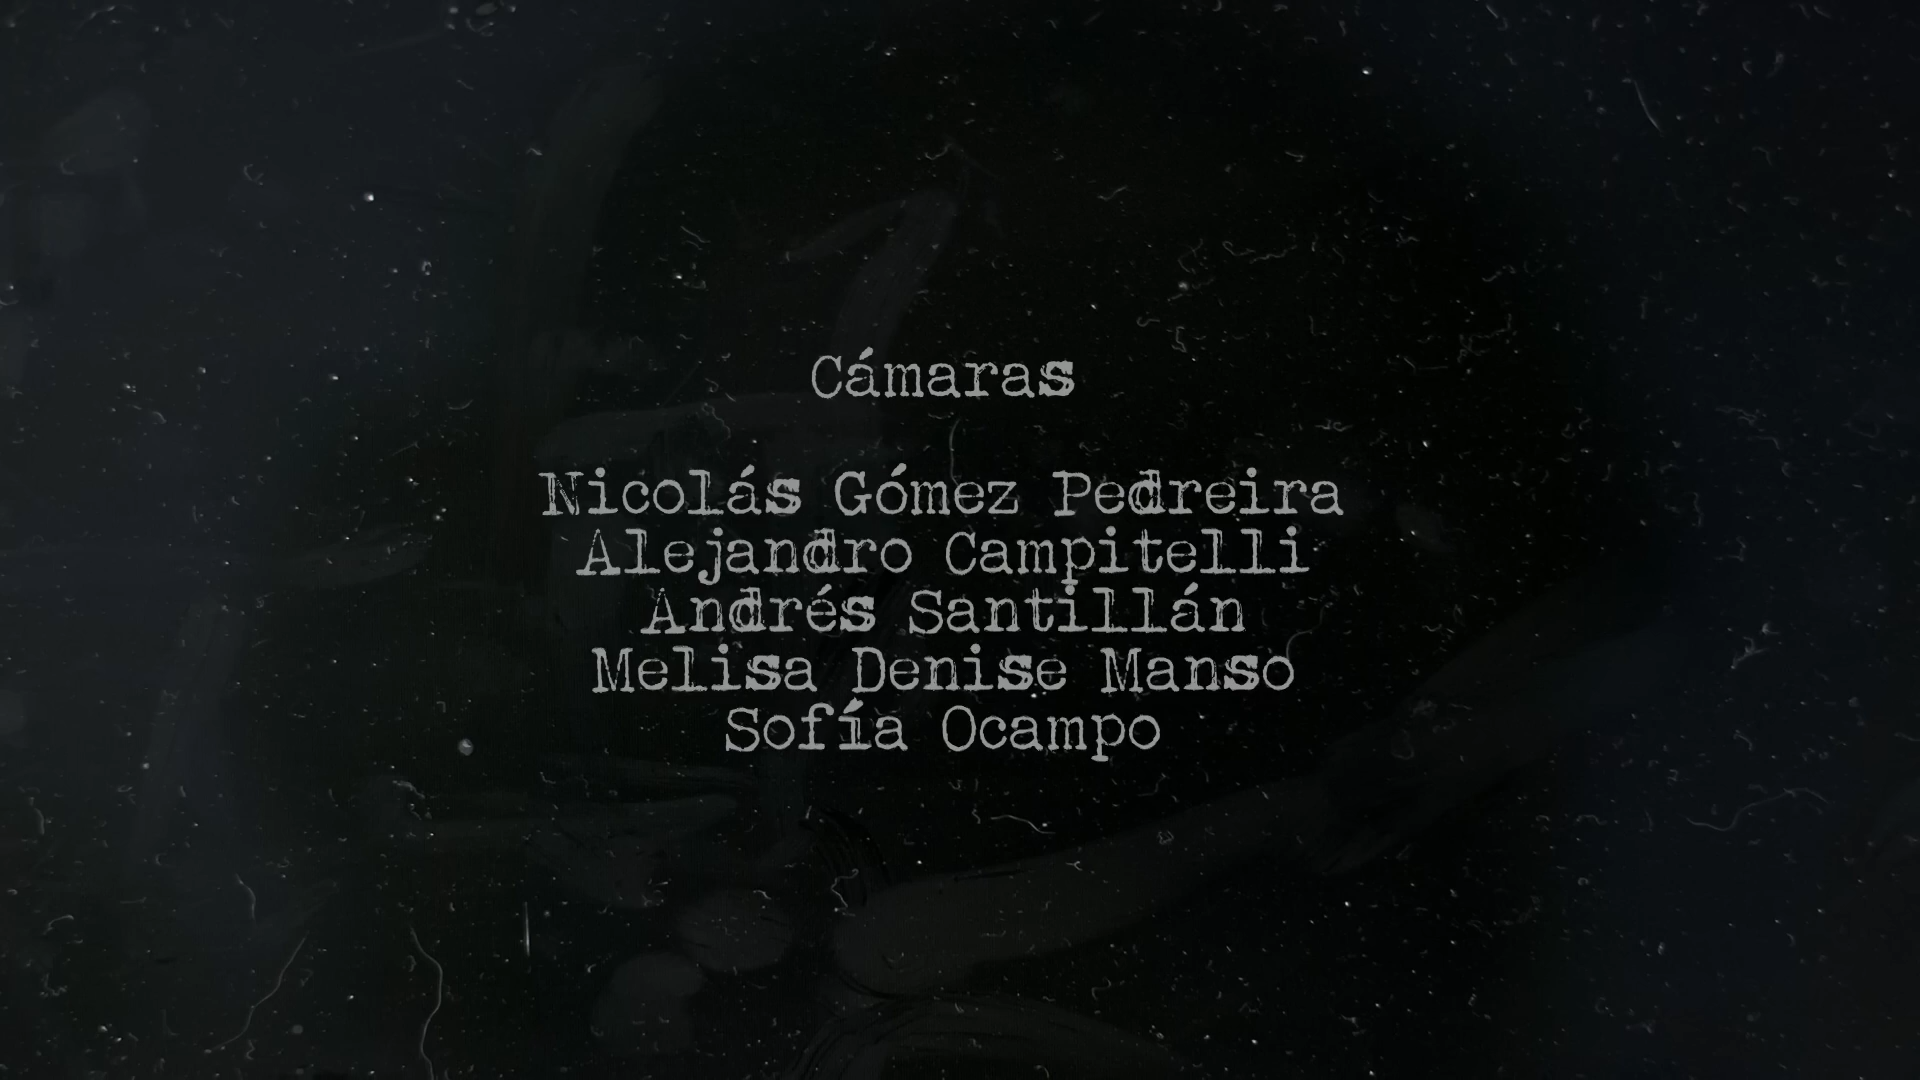 Cámaras
Nicolás Gómez Pedreira
Alejandro Campitelli
Andrés Santillán
Melisa Denise Manso
Sofía Ocampo